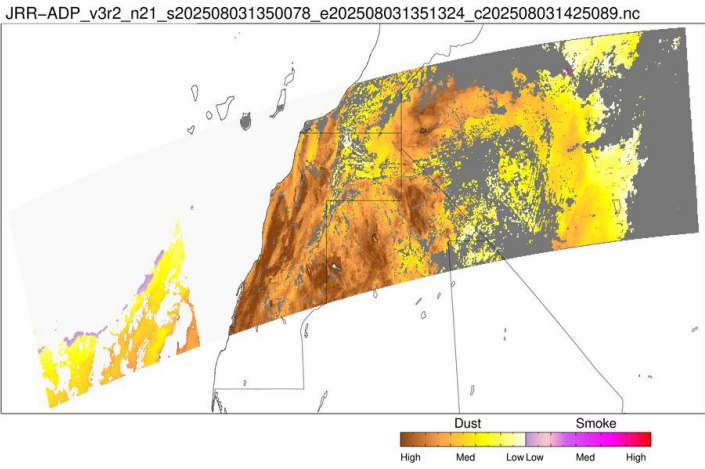 JRR−ADP_v3r2_n21_s202508031350078_e202508031351324_c202508031425089.nc
Dust Smoke
High Med Low Low Med High